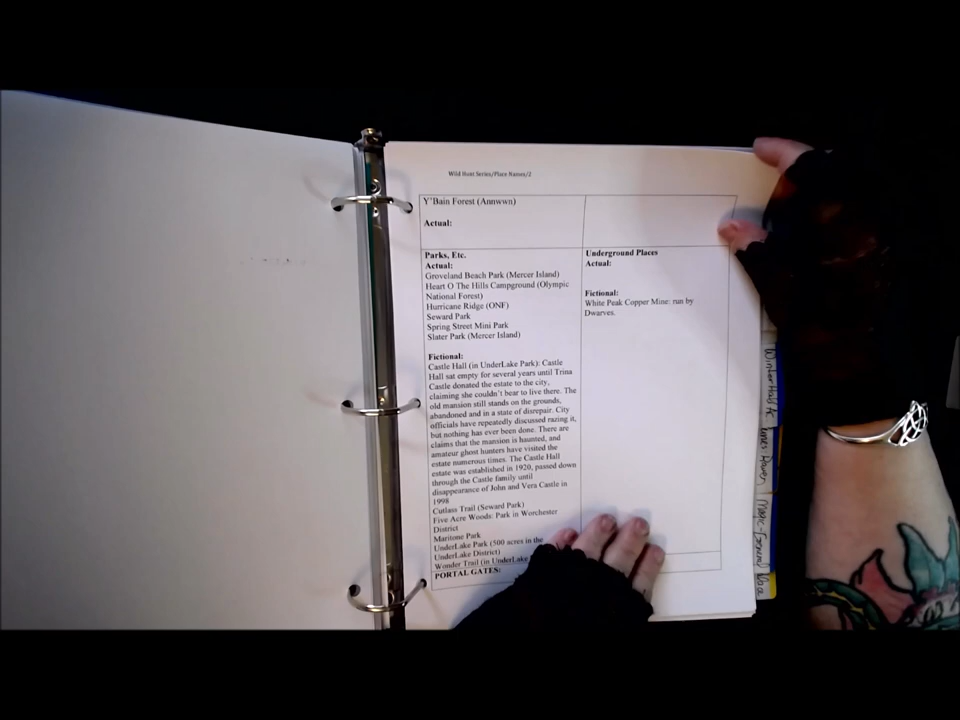 Wild Hunt Series/Place Names/2
Y'Bain Forest (Annwwn)
Actual:
Parks, Etc.
Actual:
Groveland Beach Park (Mercer Island)
Heart O The Hills Campground (Olympic
National Forest)
Hurricane Ridge (ONF)
Seward Park
Spring Street Mini Park
Slater Park (Mercer Island)
Fictional:
Castle Hall (in UnderLake Park): Castle
Hall sat empty for several years until Trina
Castle donated the estate to the city,
claiming she couldn't bear to live there. The
old mansion still stands on the grounds,
abandoned and in a state of disrepair. City
officials have repeatedly discussed razing it,
but nothing has ever been done. There are
claims that the mansion is haunted, and
amateur ghost hunters have visited the
estate numerous times. The Castle Hall
estate was established in 1920, passed down
through the Castle family until
disappearance of John and Vera Castle in
1998
Cutlass Trail (Seward Park)
Five Acre Woods: Park in Worchester
District
Maritone Park
UnderLake Park (500 acres in the
UnderLake District)
Wonder Trail (in UnderLake
PORTAL GATES:
Underground Places
Actual:
Fictional:
White Peak Copper Mine: run by
Dwarves.
Magic-General